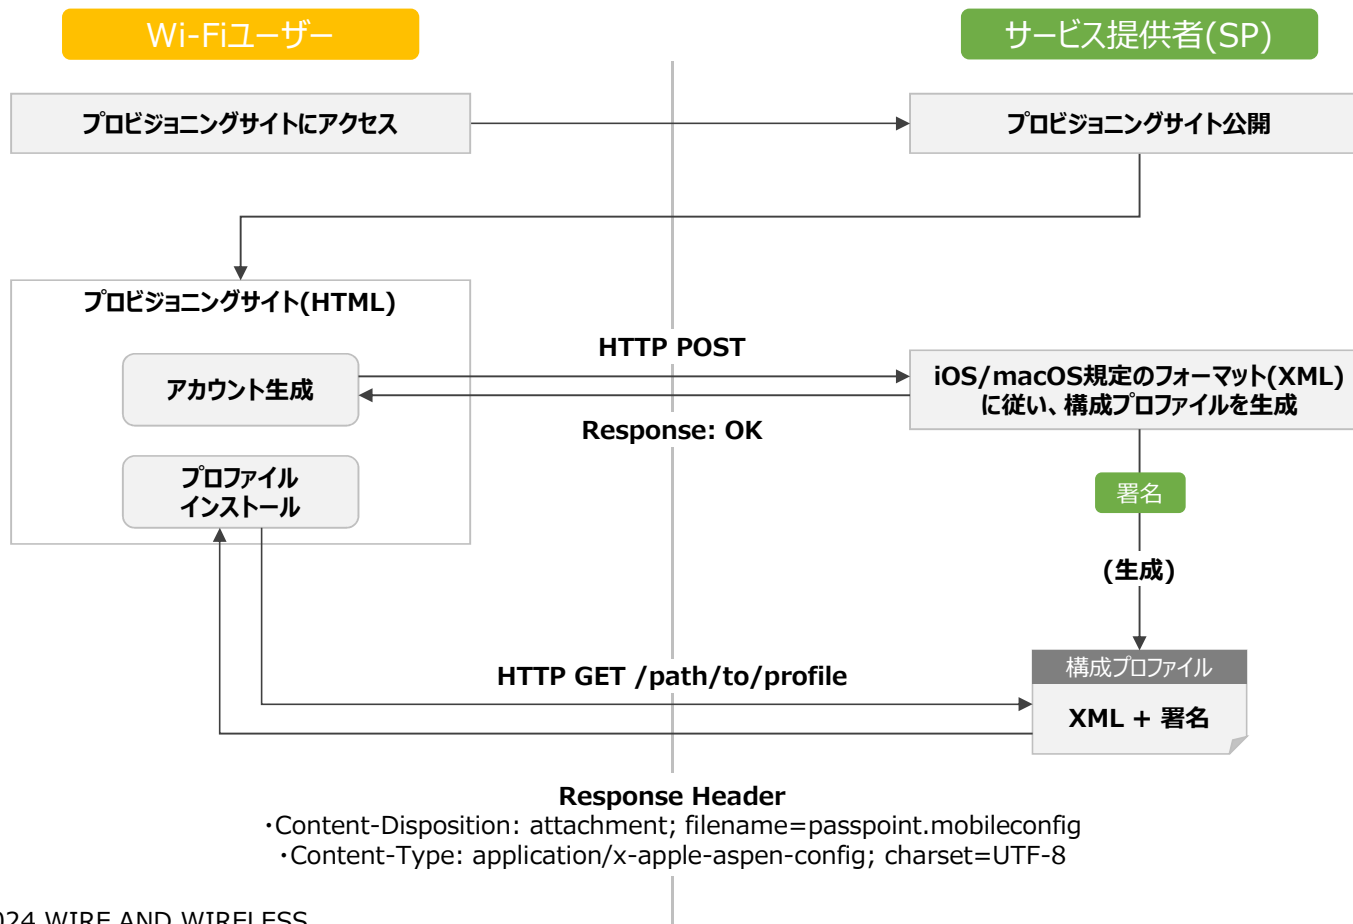 Wi-Fiユーザー
サービス提供者(SP)
プロビジョニングサイトにアクセス
プロビジョニングサイト公開
プロビジョニングサイト(HTML)
HTTP POST
アカウント生成
iOS/macOS規定のフォーマット(XML)
に従い、構成プロファイルを生成
Response: OK
プロファイル
インストール
署名
(生成)
HTTP GET /path/to/profile
構成プロファイル
XML + 署名
Response Header
・Content-Disposition: attachment; filename=passpoint.mobileconfig
・Content-Type: application/x-apple-aspen-config; charset=UTF-8
024 WIRE AND WIRELESS